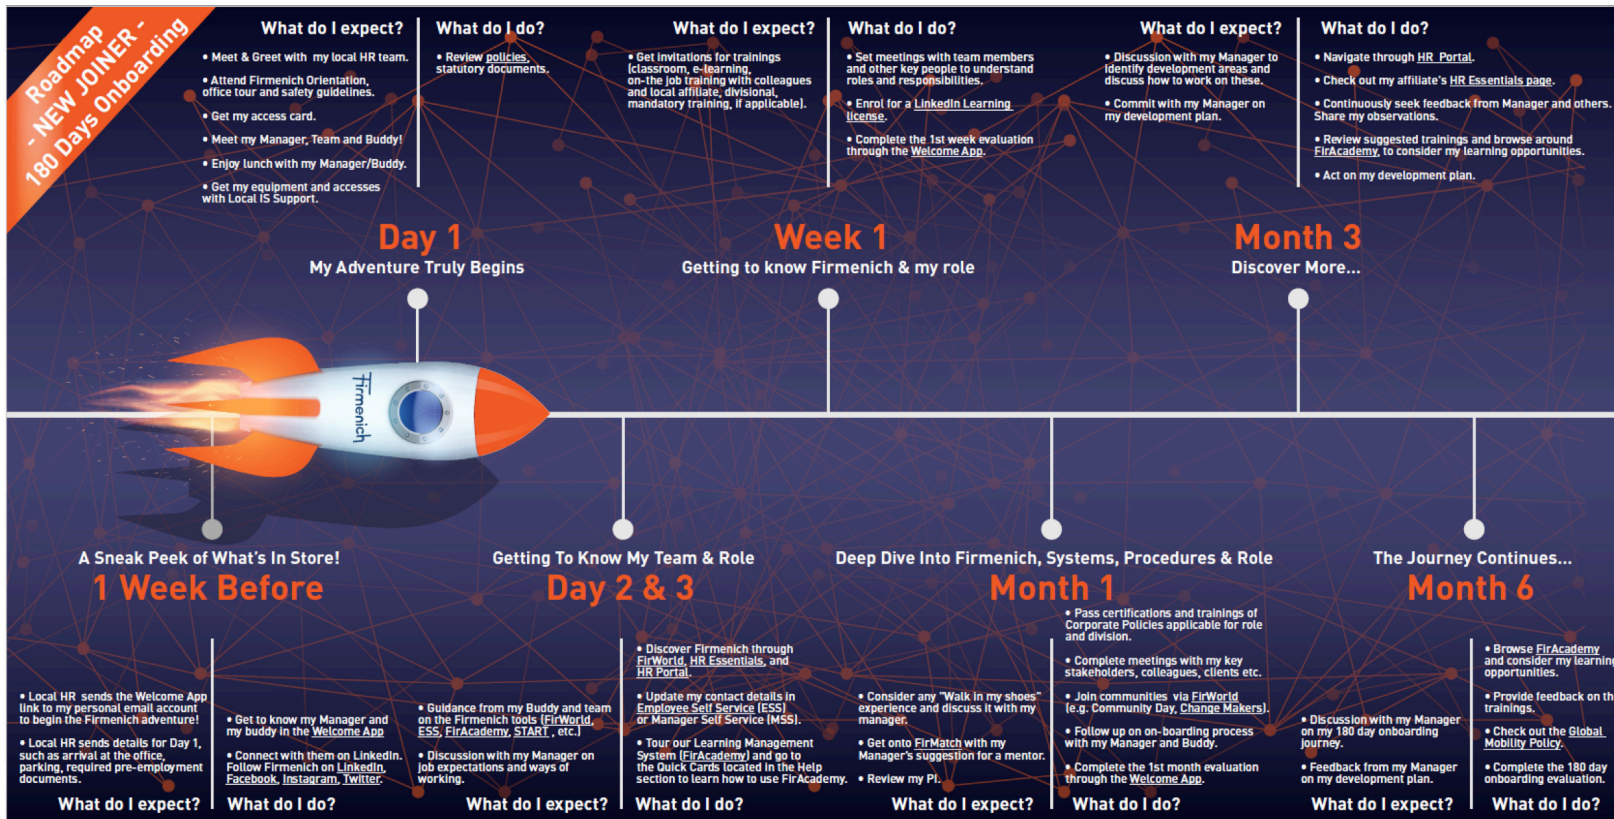 Roadmap
- NEW JOINER -
180 Days Onboarding
What do I expect?
• Meet & Greet with my local HR team.
• Attend Firmenich Orientation,
office tour and safety guidelines.
• Get my access card.
• Meet my Manager, Team and Buddy!
• Enjoy lunch with my Manager/Buddy.
• Get my equipment and accesses
with Local IS Support.
What do I do?
• Review policies,
statutory documents.
Day 1
My Adventure Truly Begins
What do I expect?
• Get invitations for trainings
(classroom, e-learning,
on-the job training with colleagues
and local affiliate, divisional,
mandatory training, if applicable).
What do I do?
• Set meetings with team members
and other key people to understand
roles and responsibilities.
• Enrol for a LinkedIn Learning
license.
• Complete the 1st week evaluation
through the Welcome App.
Week 1
Getting to know Firmenich & my role
What do I expect?
• Discussion with my Manager to
identify development areas and
discuss how to work on these.
• Commit with my Manager on
my development plan.
What do I do?
• Navigate through HR Portal.
• Check out my affiliate's HR Essentials page.
• Continuously seek feedback from Manager and others.
Share my observations.
• Review suggested trainings and browse around
FirAcademy, to consider my learning opportunities.
• Act on my development plan.
Month 3
Discover More...
Firmenich
A Sneak Peek of What's In Store!
1 Week Before
• Local HR sends the Welcome App
link to my personal email account
to begin the Firmenich adventure!
• Local HR sends details for Day 1,
such as arrival at the office,
parking, required pre-employment
documents.
What do I expect?
• Get to know my Manager and
my buddy in the Welcome App
• Connect with them on LinkedIn.
Follow Firmenich on LinkedIn,
Facebook, Instagram, Twitter.
What do I do?
Getting To Know My Team & Role
Day 2 & 3
• Guidance from my Buddy and team
on the Firmenich tools (FirWorld,
ESS, FirAcademy, START , etc.)
• Discussion with my Manager on
job expectations and ways of
working.
What do I expect?
• Discover Firmenich through
FirWorld, HR Essentials, and
HR Portal.
• Update my contact details in
Employee Self Service (ESS)
or Manager Self Service (MSS).
• Tour our Learning Management
System (FirAcademy) and go to
the Quick Cards located in the Help
section to learn how to use FirAcademy.
What do I do?
Deep Dive Into Firmenich, Systems, Procedures & Role
Month 1
• Consider any "Walk in my shoes"
experience and discuss it with my
manager.
• Get onto FirMatch with my
Manager's suggestion for a mentor.
• Review my PI.
What do I expect?
• Pass certifications and trainings of
Corporate Policies applicable for role
and division.
• Complete meetings with my key
stakeholders, colleagues, clients etc.
• Join communities via FirWorld
(e.g. Community Day, Change Makers).
• Follow up on on-boarding process
with my Manager and Buddy.
• Complete the 1st month evaluation
through the Welcome App.
What do I do?
The Journey Continues...
Month 6
• Discussion with my Manager
on my 180 day onboarding
journey.
• Feedback from my Manager
on my development plan.
What do I expect?
• Browse FirAcademy
and consider my learning
opportunities.
• Provide feedback on th
trainings.
• Check out the Global
Mobility Policy.
• Complete the 180 day
onboarding evaluation.
What do I do?